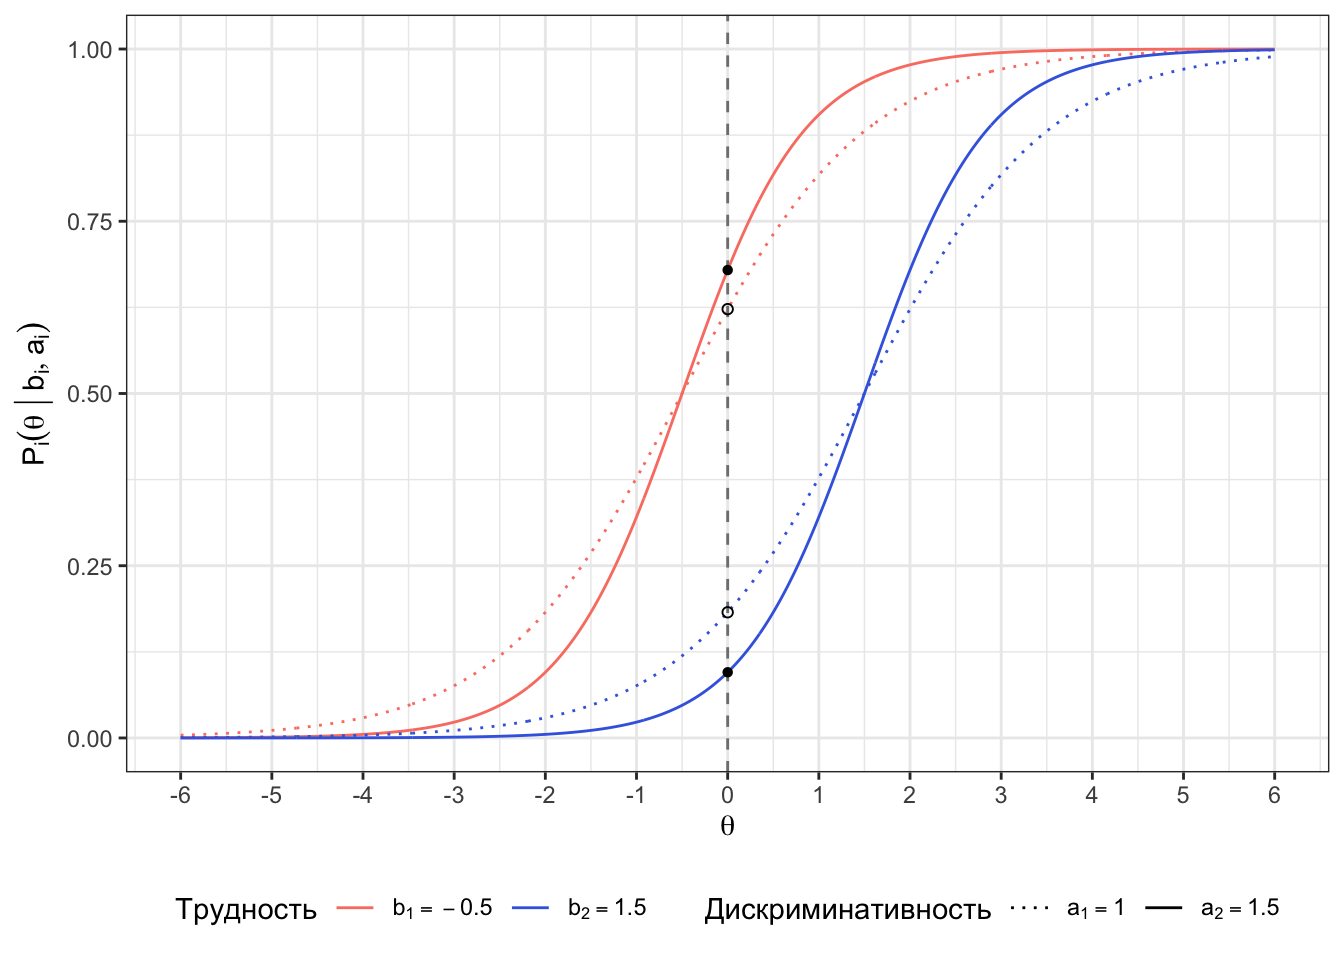 1.00
0.75
0.50
0.25
0.00
Pᵢ(θ | bᵢ, aᵢ)
-6 -5 -4 -3 -2 -1 0 1 2 3 4 5 6
θ
Трудность b₁ = −0.5 b₂ = 1.5 Дискриминативность a₁ = 1 a₂ = 1.5